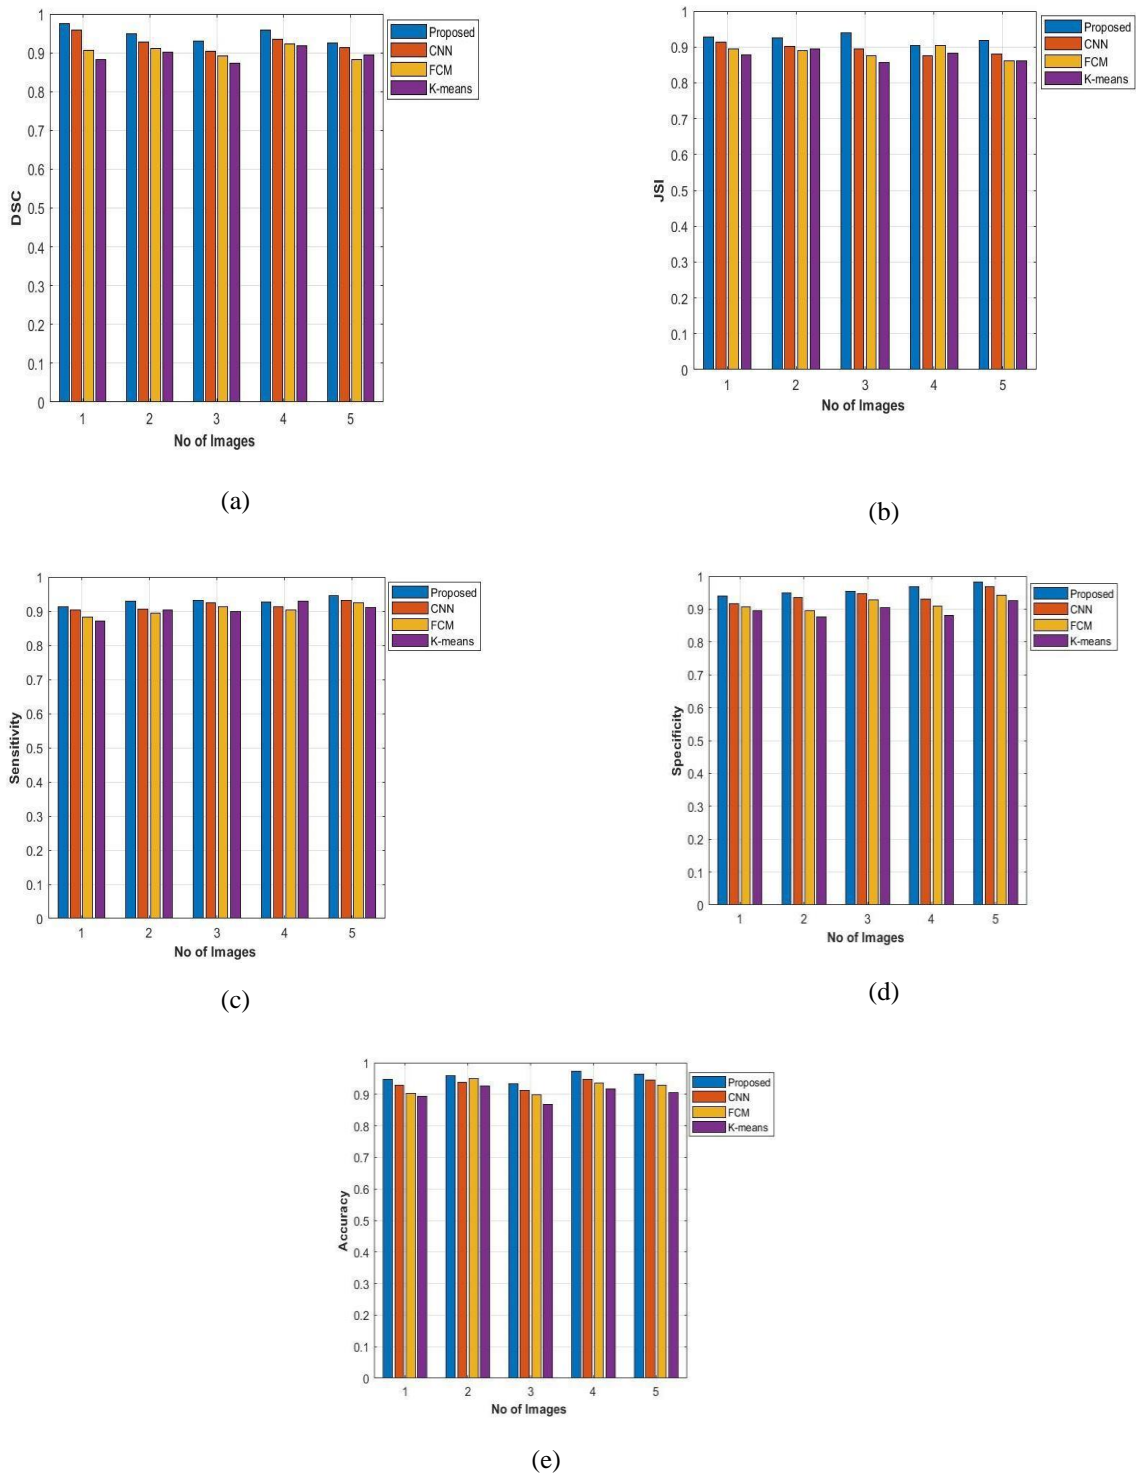 1
0.9
0.8
0.7
0.6
0.5
0.4
0.3
0.2
0.1
0
DSC
1 2 3 4 5
No of Images
Proposed
CNN
FCM
K-means
(a)
1
0.9
0.8
0.7
0.6
0.5
0.4
0.3
0.2
0.1
0
JSI
1 2 3 4 5
No of Images
Proposed
CNN
FCM
K-means
(b)
1
0.9
0.8
0.7
0.6
0.5
0.4
0.3
0.2
0.1
0
Sensitivity
1 2 3 4 5
No of Images
Proposed
CNN
FCM
K-means
(c)
1
0.9
0.8
0.7
0.6
0.5
0.4
0.3
0.2
0.1
0
Specificity
1 2 3 4 5
No of Images
Proposed
CNN
FCM
K-means
(d)
1
0.9
0.8
0.7
0.6
0.5
0.4
0.3
0.2
0.1
0
Accuracy
1 2 3 4 5
No of Images
Proposed
CNN
FCM
K-means
(e)